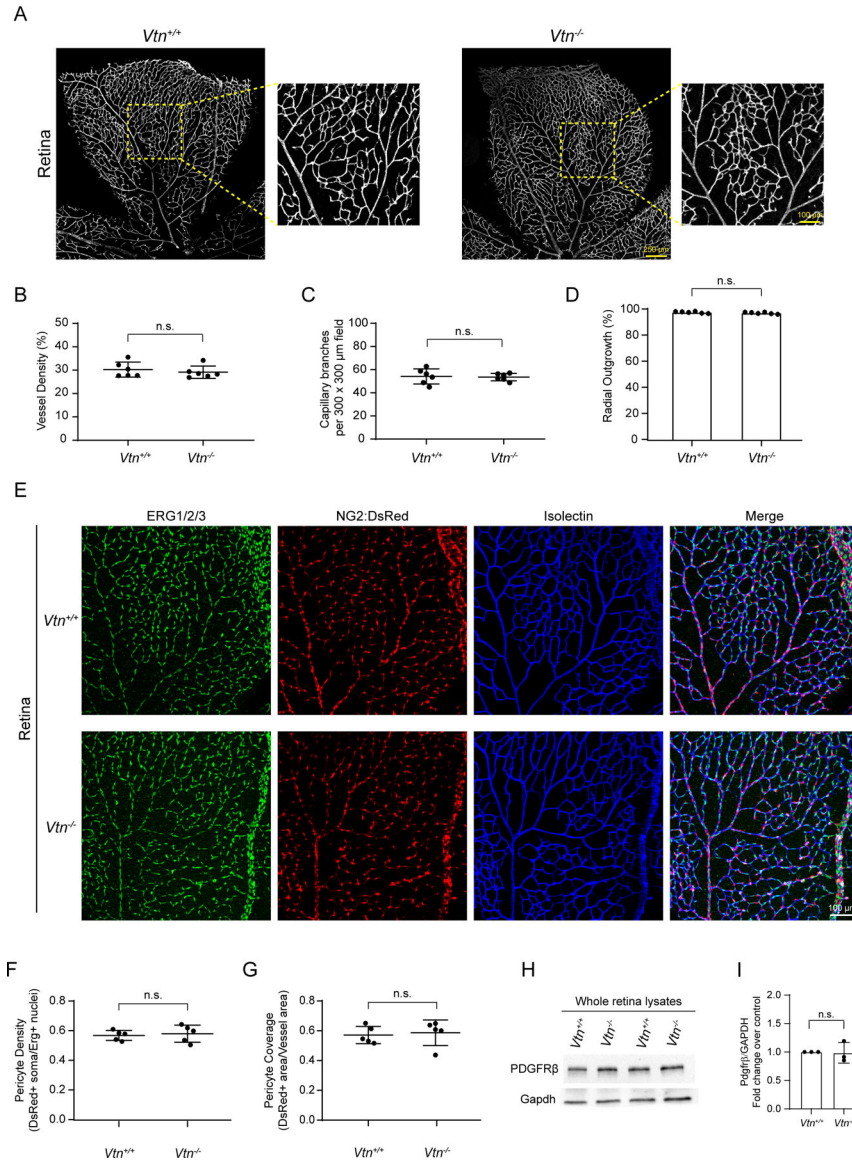 A
Vtn+/+
Vtn-/-
Retina
100 µm
250 µm
B
Vessel Density (%)
50
40
30
20
10
0
n.s.
Vtn+/+
Vtn-/-
C
Capillary branches
per 300 x 300 µm field
100
80
60
40
20
0
n.s.
Vtn+/+
Vtn-/-
D
Radial Outgrowth (%)
100
80
60
40
20
0
n.s.
Vtn+/+
Vtn-/-
E
ERG1/2/3
NG2:DsRed
Isolectin
Merge
Retina
Vtn+/+
Vtn-/-
100 µm
F
Pericyte Density
(DsRed+ soma/Erg+ nuclei)
0.8
0.6
0.4
0.2
0.0
n.s.
Vtn+/+
Vtn-/-
G
Pericyte Coverage
(DsRed+ area/Vessel area)
0.8
0.6
0.4
0.2
0.0
n.s.
Vtn+/+
Vtn-/-
H
Whole retina lysates
Vtn+/+
Vtn-/-
Vtn+/+
Vtn-/-
PDGFRβ
Gapdh
I
Pdgfrβ/GAPDH
Fold change over control
2.0
1.5
1.0
0.5
0.0
n.s.
Vtn+/+
Vtn-/-